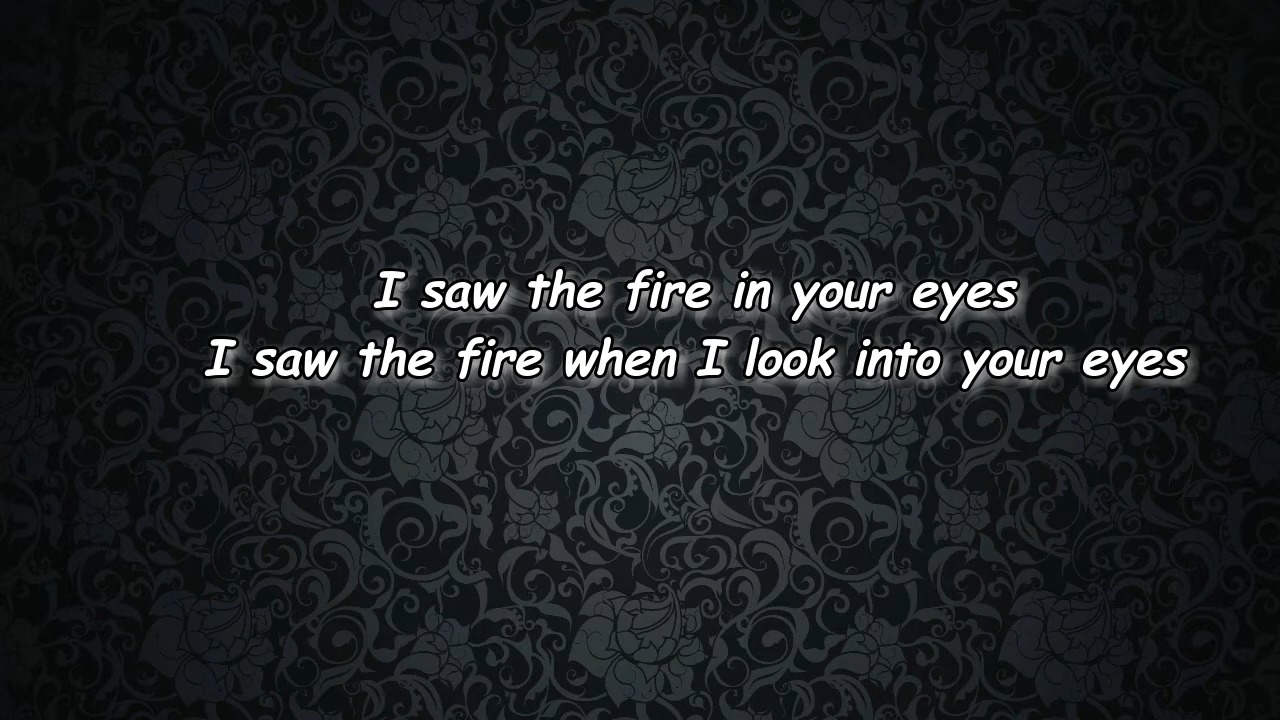 I saw the fire in your eyes
I saw the fire when I look into your eyes